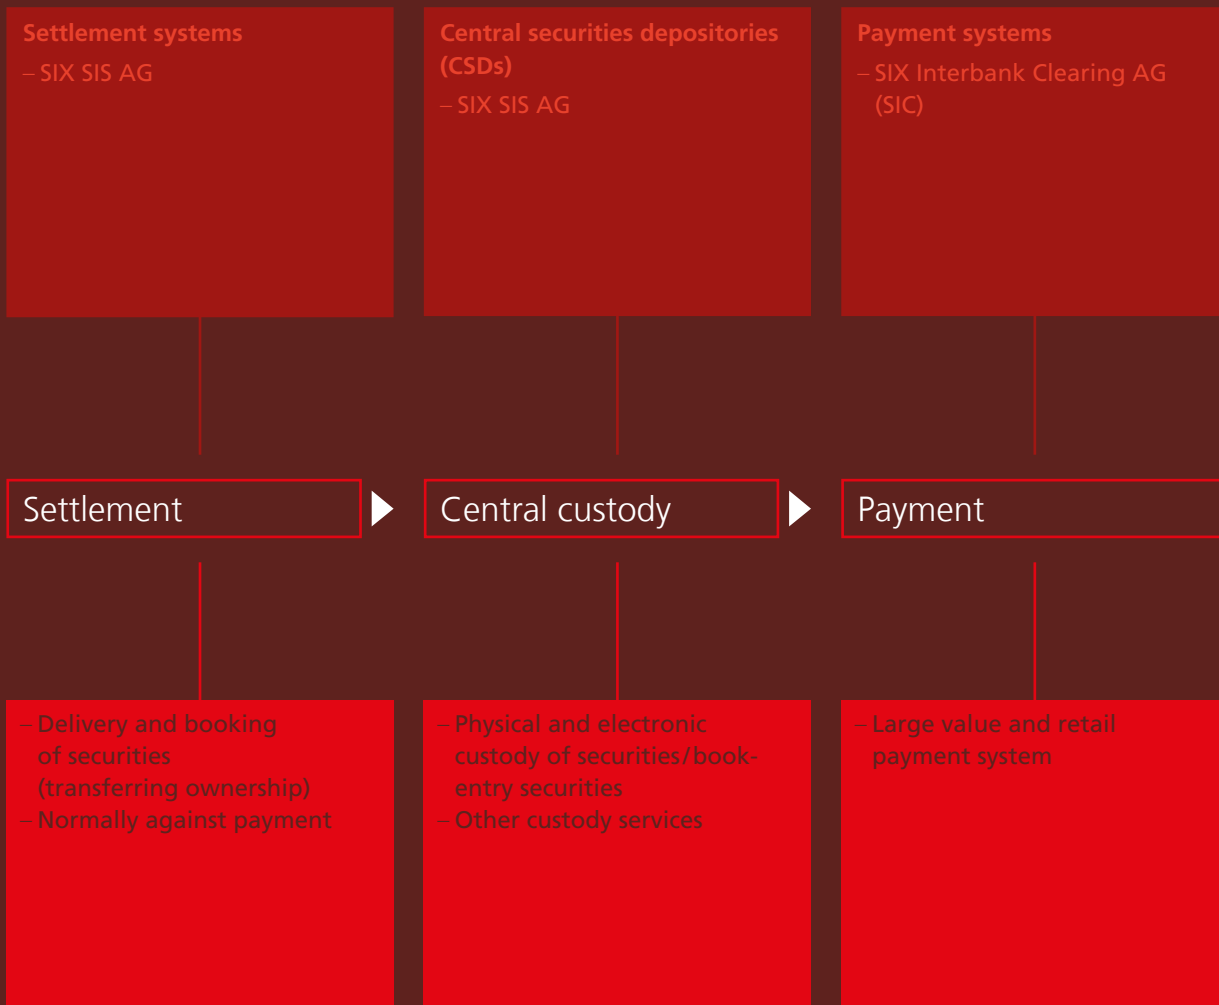 Settlement systems
– SIX SIS AG
Central securities depositories
(CSDs)
– SIX SIS AG
Payment systems
– SIX Interbank Clearing AG
(SIC)
Settlement
Central custody
Payment
– Delivery and booking
of securities
(transferring ownership)
– Normally against payment
– Physical and electronic
custody of securities/book-
entry securities
– Other custody services
– Large value and retail
payment system